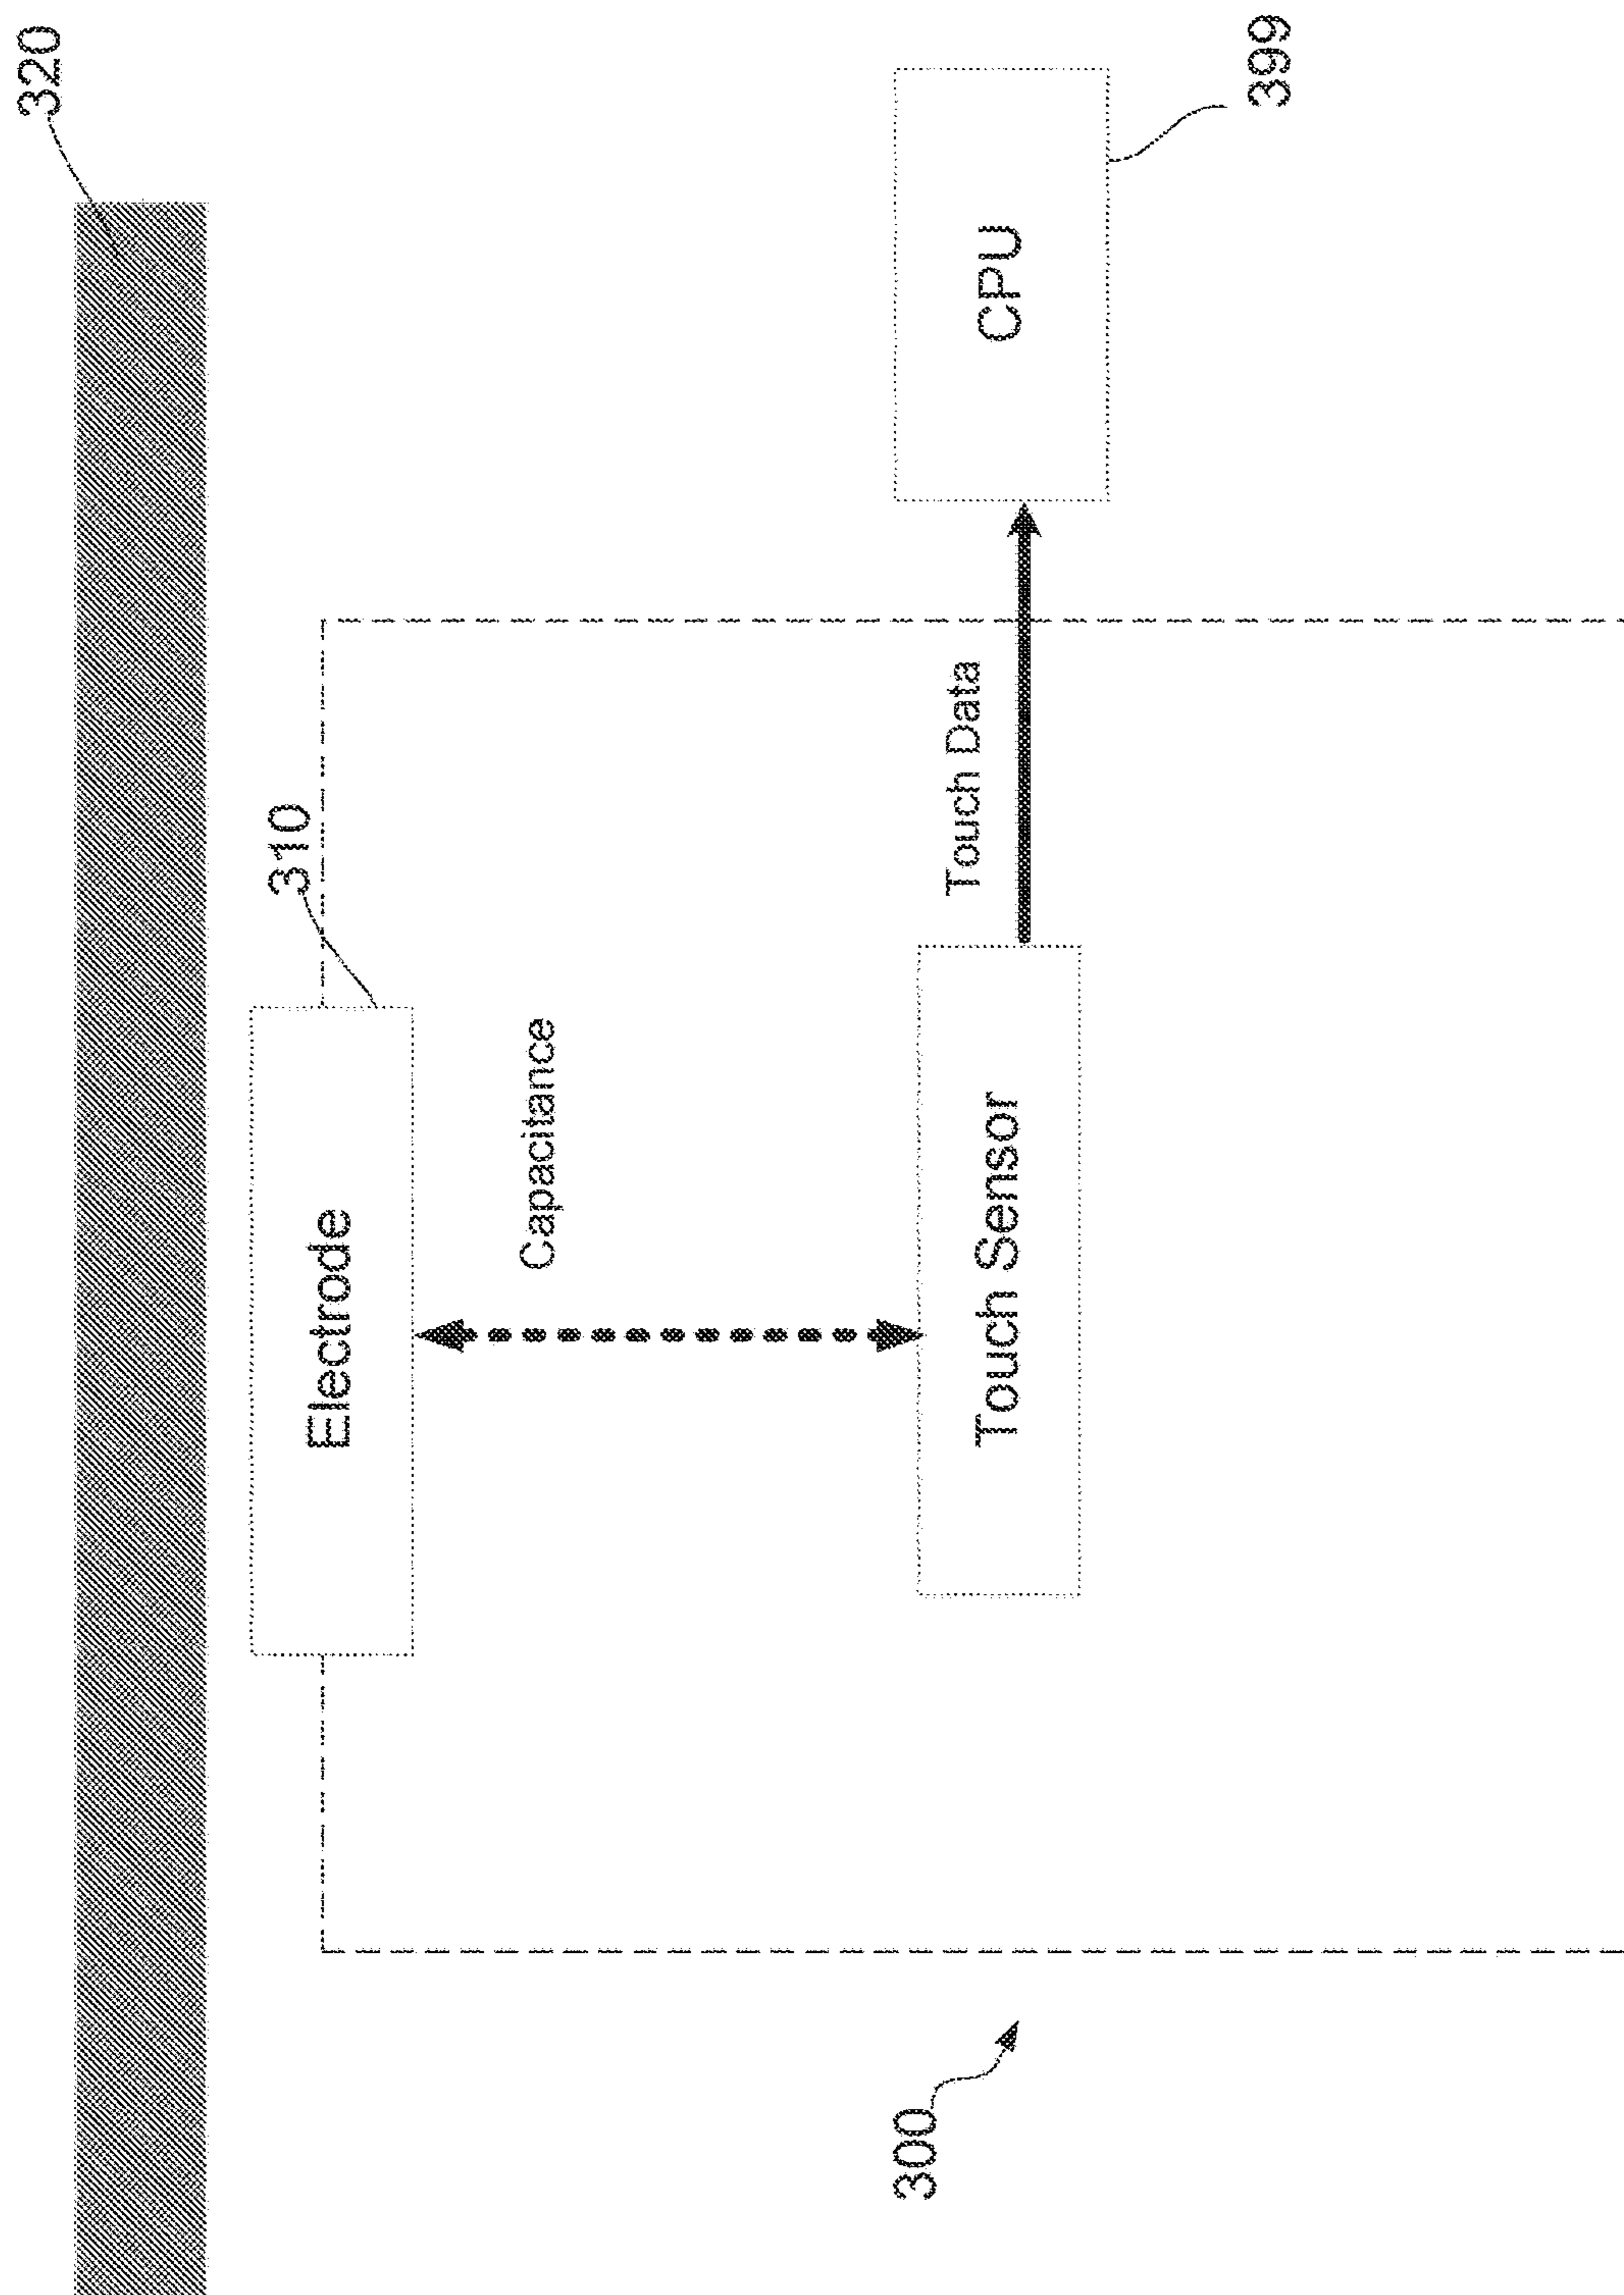 320
310
Electrode
Capacitance
300
Touch Sensor
Touch Data
CPU
399